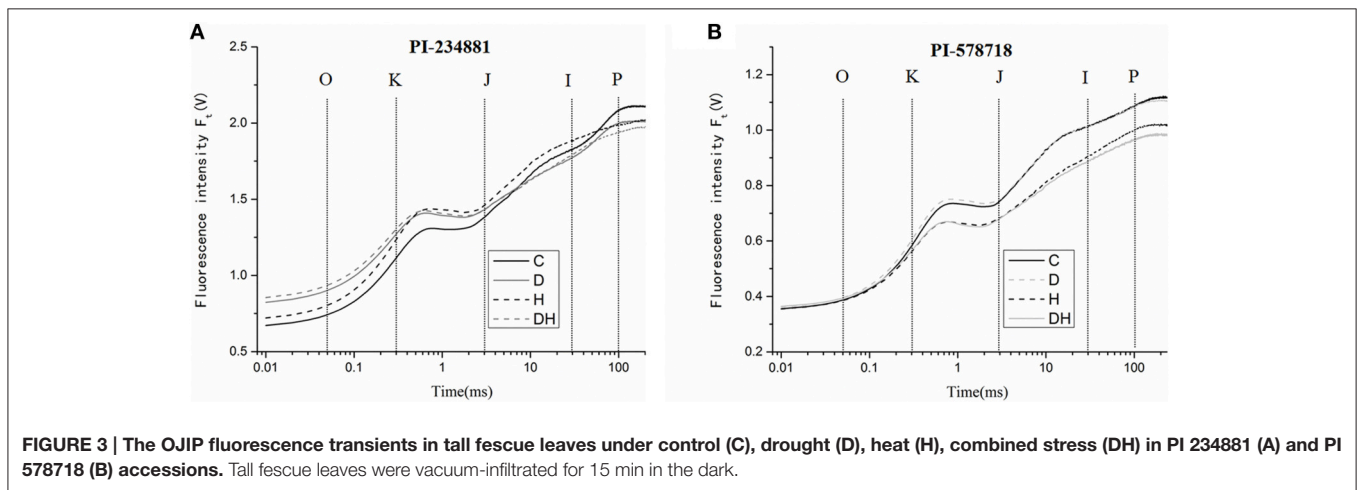 A
PI-234881
2.5
2.0
1.5
1.0
0.5
Fluorescence intensity Ft(V)
O K J I P
C
D
H
DH
0.01 0.1 1 10 100
Time(ms)
B
PI-578718
1.2
1.0
0.8
0.6
0.4
0.2
Fluorescence intensity Ft(V)
O K J I P
C
D
H
DH
0.01 0.1 1 10 100
Time(ms)
FIGURE 3 | The OJIP fluorescence transients in tall fescue leaves under control (C), drought (D), heat (H), combined stress (DH) in PI 234881 (A) and PI
578718 (B) accessions. Tall fescue leaves were vacuum-infiltrated for 15 min in the dark.